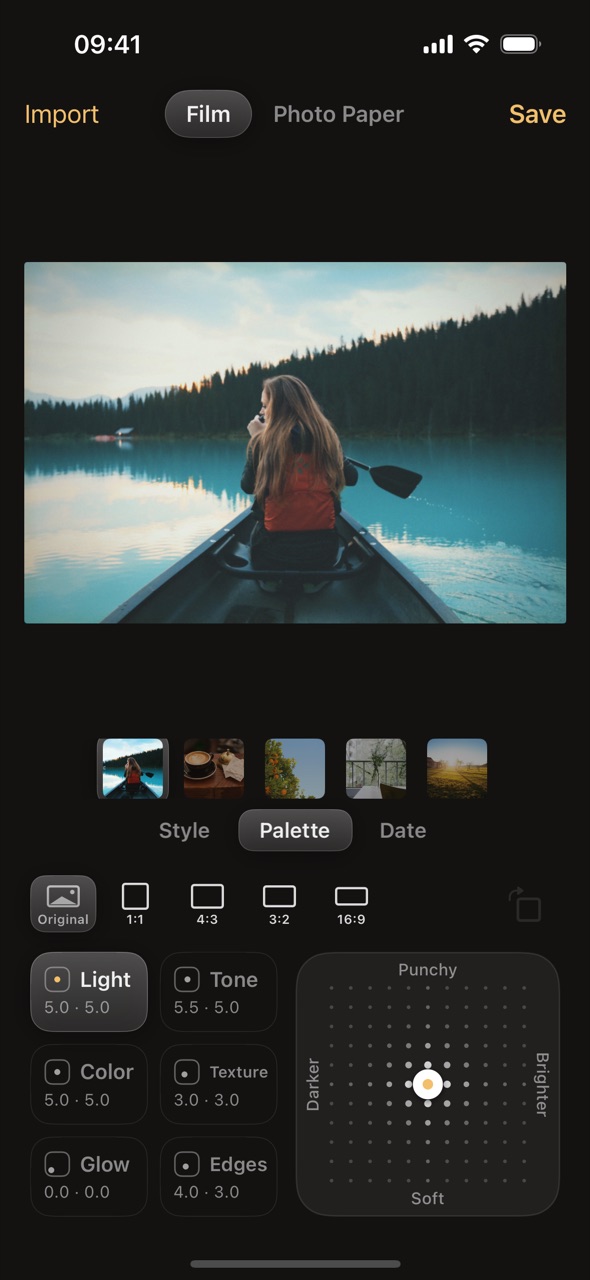 09:41
Import
Film
Photo Paper
Save
Style
Palette
Date
Original
1:1
4:3
3:2
16:9
Light
5.0 · 5.0
Tone
5.5 · 5.0
Color
5.0 · 5.0
Texture
3.0 · 3.0
Glow
0.0 · 0.0
Edges
4.0 · 3.0
Punchy
Darker
Brighter
Soft